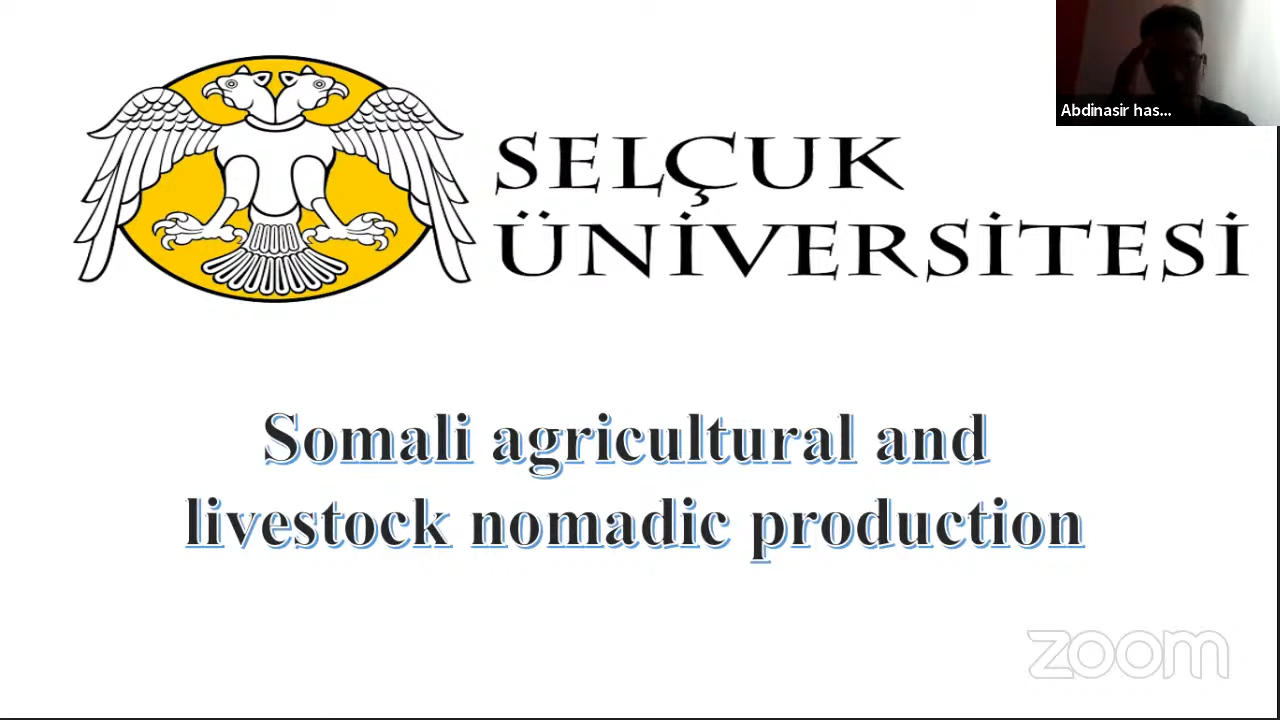 Abdinasir has...
SELÇUK
ÜNİVERSİTESİ
Somali agricultural and
livestock nomadic production
zoom